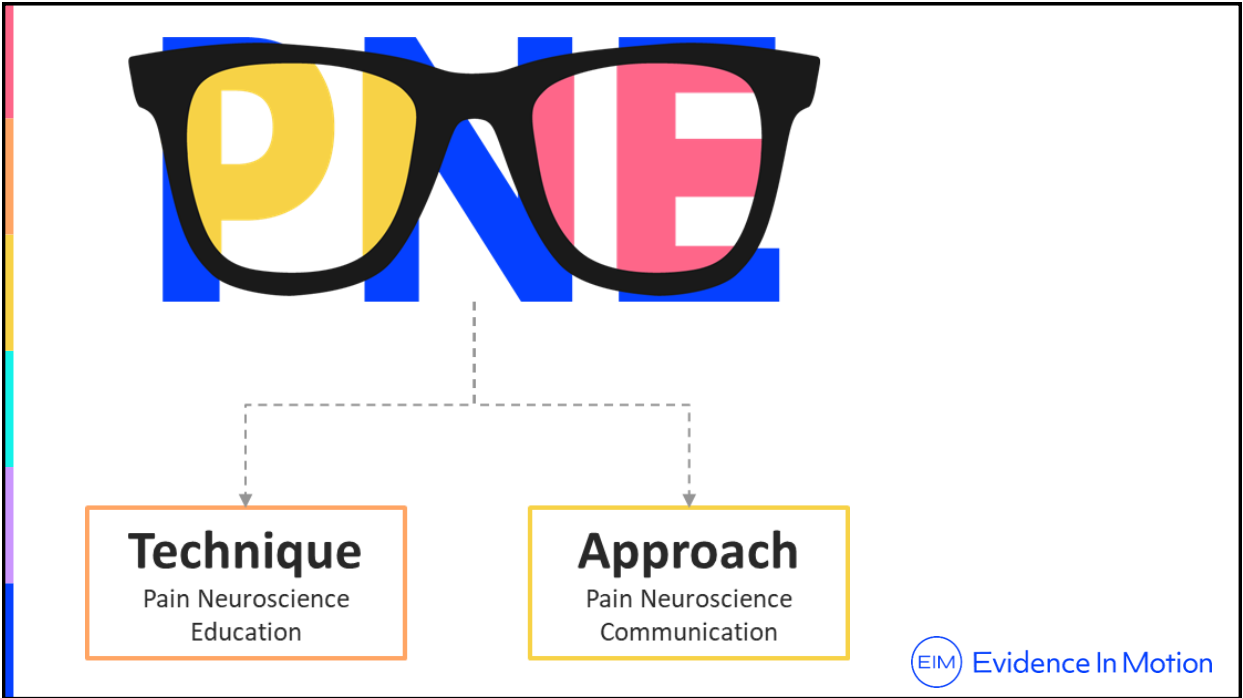 PNE
Technique
Pain Neuroscience
Education
Approach
Pain Neuroscience
Communication
EIM Evidence In Motion